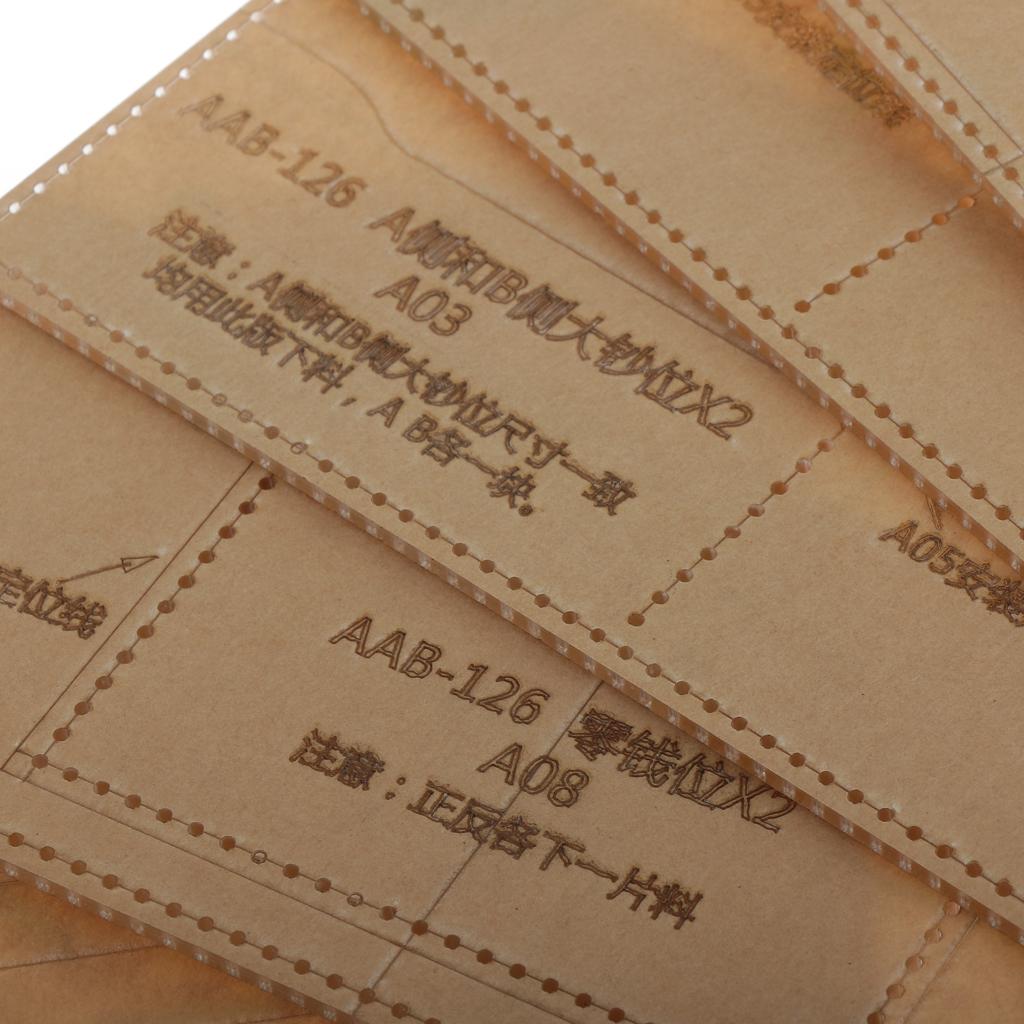 AAB-126 A侧和B侧大钞位X2
A03
注意：A侧和B侧大钞位尺寸一致
均用此版下料，A B各一块。
A05安装
定位线
AAB-126 零钱位X2
A08
注意：正反各下一片料